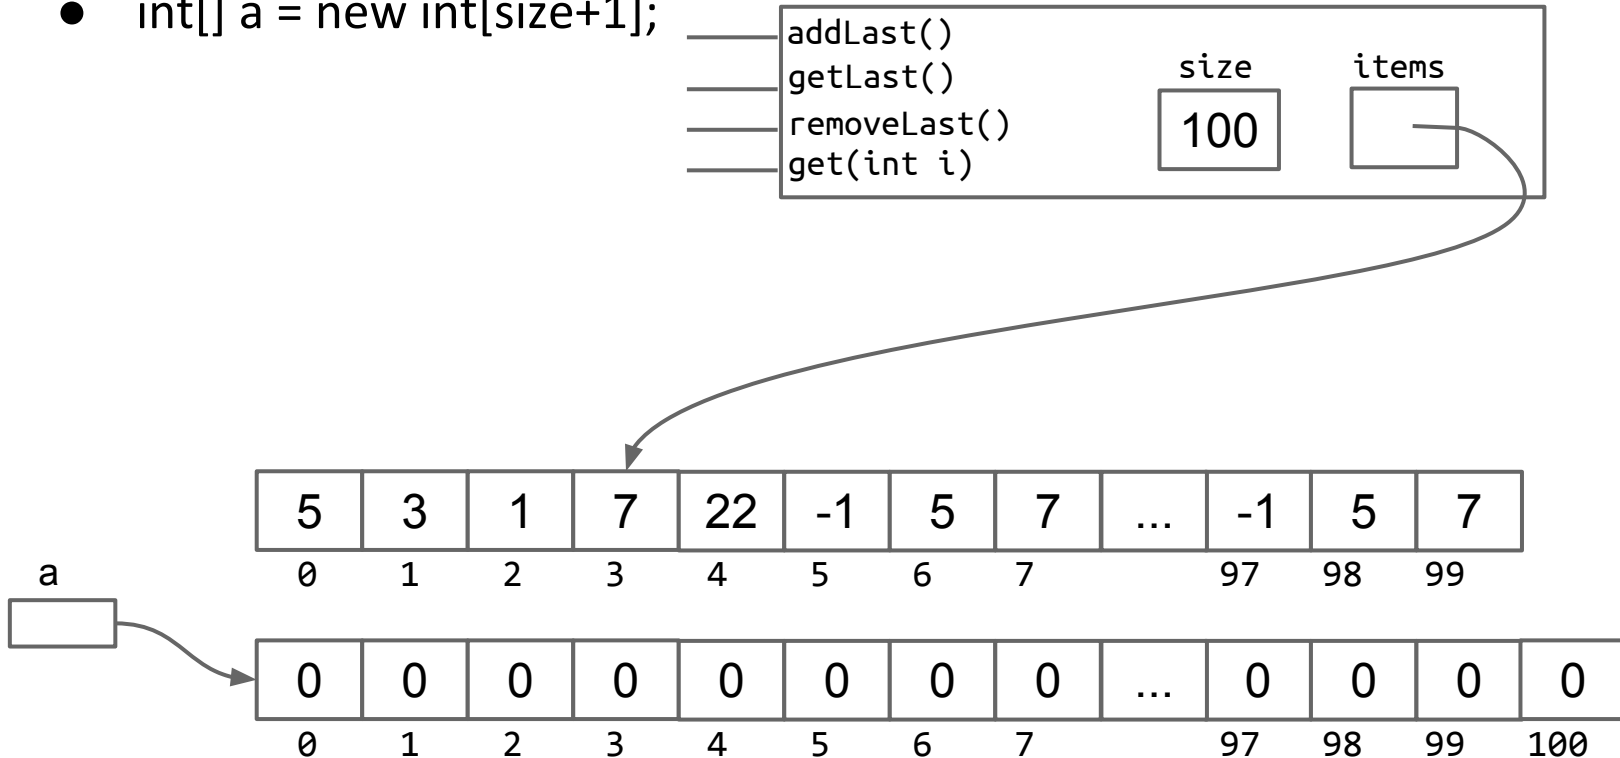 ● int[] a = new int[size+1];
addLast()
getLast()
removeLast()
get(int i)
size
items
100
5 3 1 7 22 -1 5 7 ... -1 5 7
0 1 2 3 4 5 6 7 97 98 99
a
0 0 0 0 0 0 0 0 ... 0 0 0 0
0 1 2 3 4 5 6 7 97 98 99 100